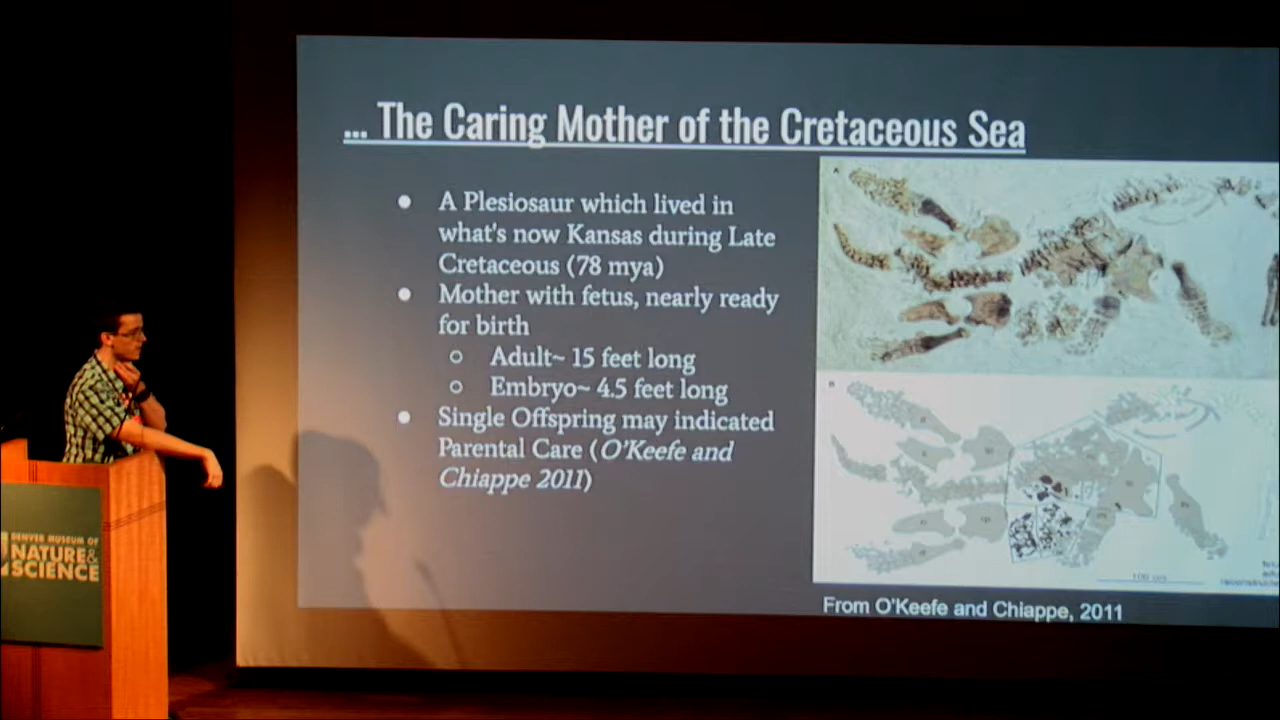 ... The Caring Mother of the Cretaceous Sea
● A Plesiosaur which lived in
what's now Kansas during Late
Cretaceous (78 mya)
● Mother with fetus, nearly ready
for birth
○ Adult~ 15 feet long
○ Embryo~ 4.5 feet long
● Single Offspring may indicated
Parental Care (O'Keefe and
Chiappe 2011)
A
B
100 cm
From O'Keefe and Chiappe, 2011
DENVER MUSEUM OF
NATURE &
SCIENCE